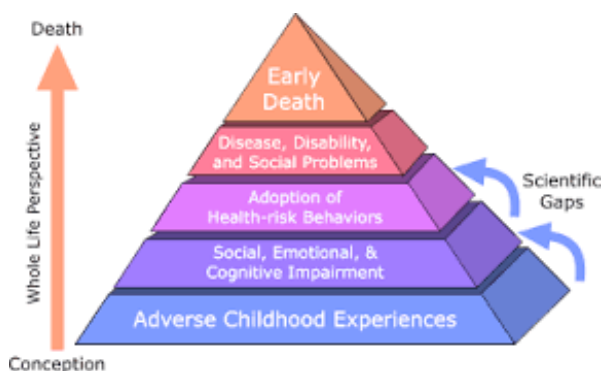 Death
Early
Death
Disease, Disability,
and Social Problems
Scientific
Gaps
Adoption of
Health-risk Behaviors
Whole Life Perspective
Social, Emotional, &
Cognitive Impairment
Adverse Childhood Experiences
Conception